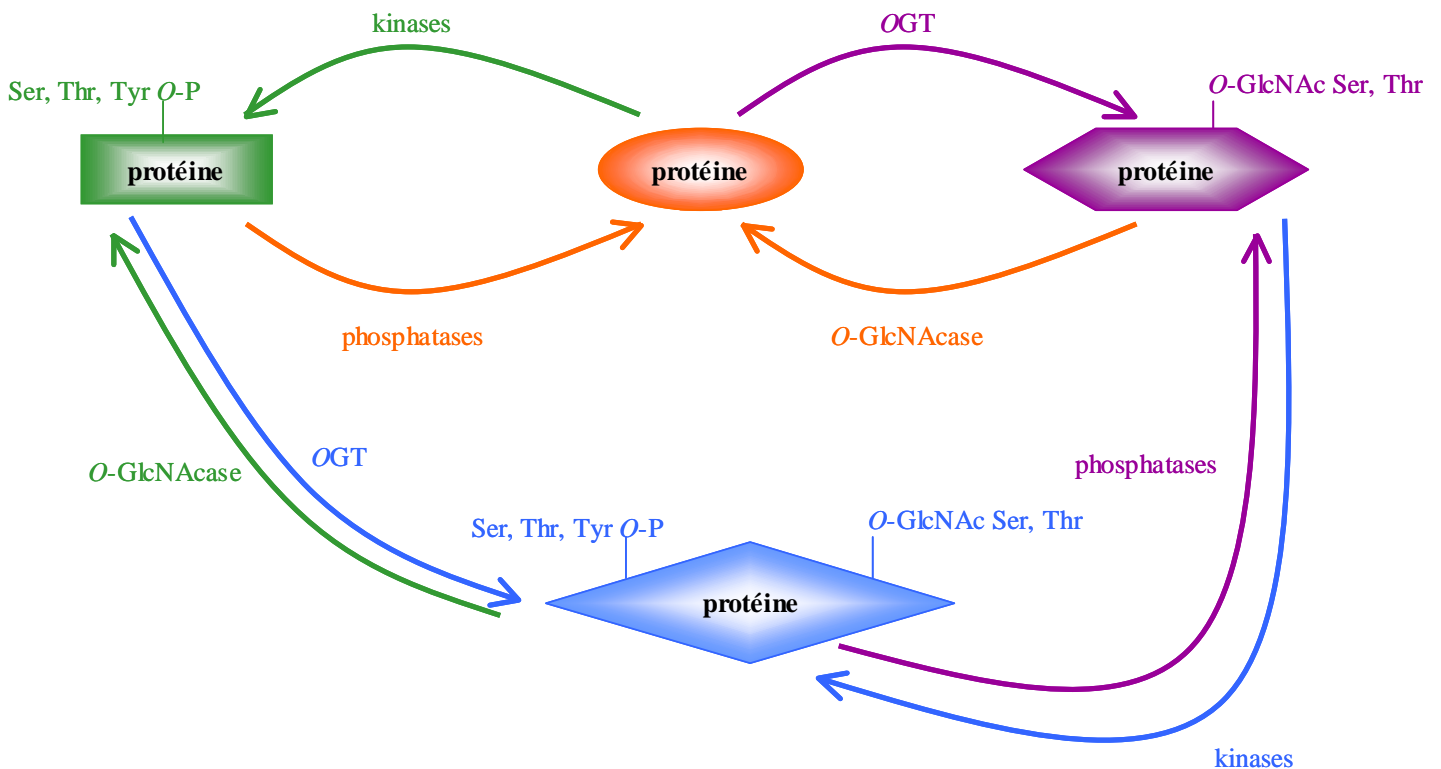 kinases
OGT
Ser, Thr, Tyr O-P
O-GlcNAc Ser, Thr
protéine
protéine
protéine
phosphatases
O-GlcNAcase
OGT
O-GlcNAcase
phosphatases
Ser, Thr, Tyr O-P
O-GlcNAc Ser, Thr
protéine
kinases